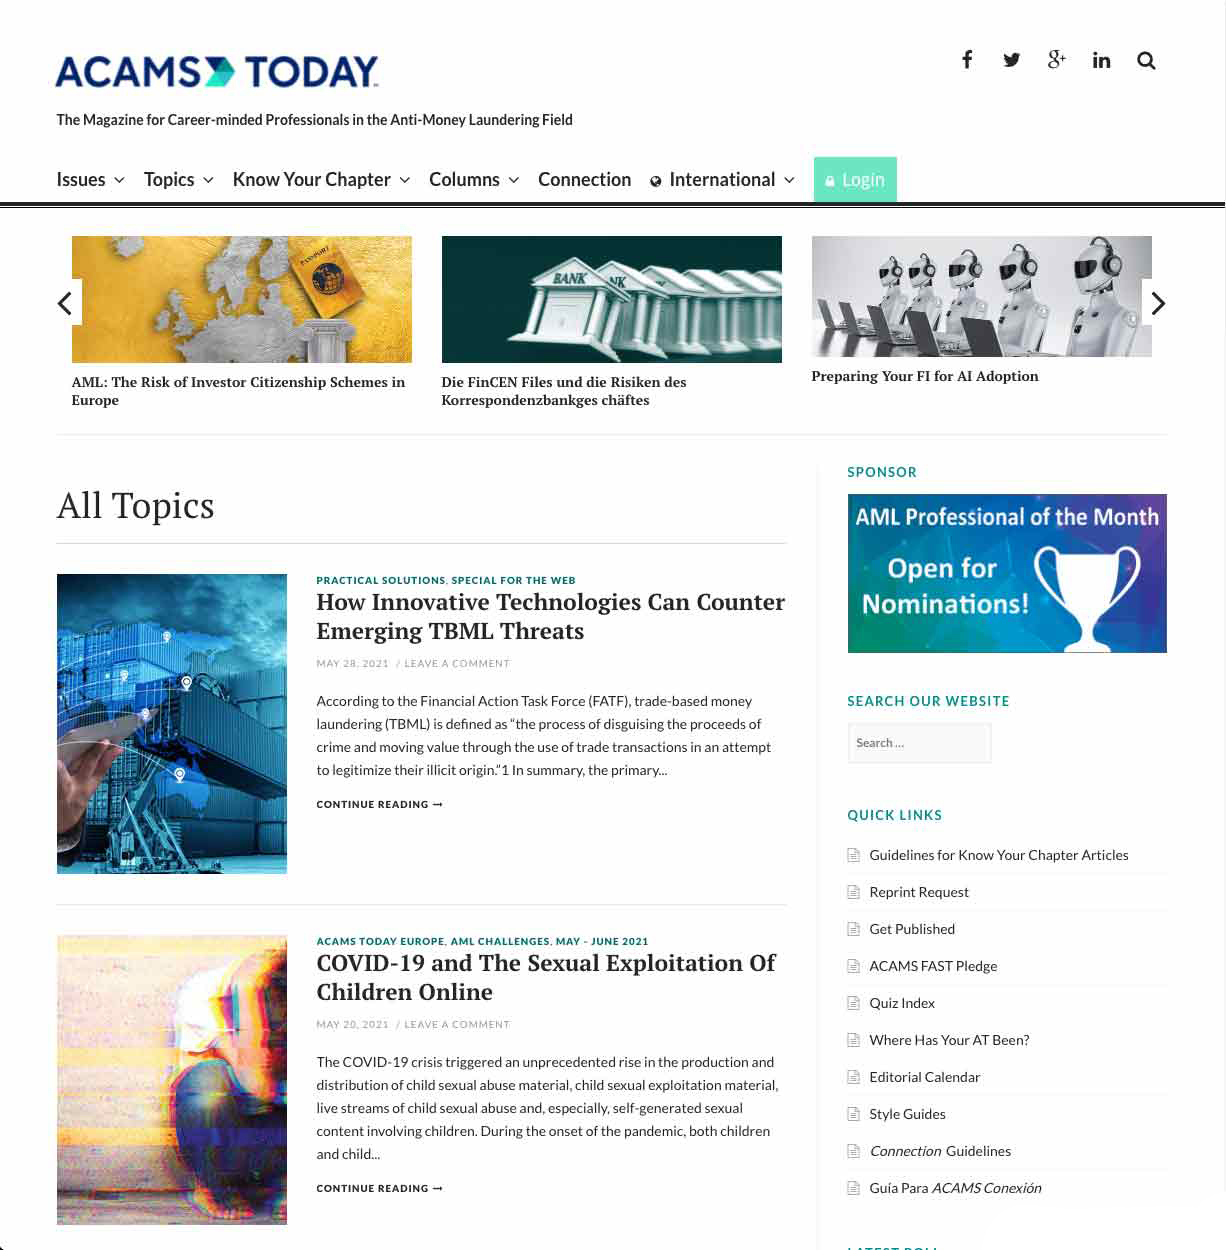 ACAMS TODAY
The Magazine for Career-minded Professionals in the Anti-Money Laundering Field
Issues Topics Know Your Chapter Columns Connection International Login
PASSPORT
BANK
NK
AML: The Risk of Investor Citizenship Schemes in
Europe
Die FinCEN Files und die Risiken des
Korrespondenzbankges chäftes
Preparing Your FI for AI Adoption
All Topics
PRACTICAL SOLUTIONS, SPECIAL FOR THE WEB
How Innovative Technologies Can Counter
Emerging TBML Threats
MAY 28, 2021 / LEAVE A COMMENT
According to the Financial Action Task Force (FATF), trade-based money
laundering (TBML) is defined as “the process of disguising the proceeds of
crime and moving value through the use of trade transactions in an attempt
to legitimize their illicit origin.”1 In summary, the primary...
CONTINUE READING →
ACAMS TODAY EUROPE, AML CHALLENGES, MAY - JUNE 2021
COVID-19 and The Sexual Exploitation Of
Children Online
MAY 20, 2021 / LEAVE A COMMENT
The COVID-19 crisis triggered an unprecedented rise in the production and
distribution of child sexual abuse material, child sexual exploitation material,
live streams of child sexual abuse and, especially, self-generated sexual
content involving children. During the onset of the pandemic, both children
and child...
CONTINUE READING →
SPONSOR
AML Professional of the Month
Open for
Nominations!
SEARCH OUR WEBSITE
Search ...
QUICK LINKS
Guidelines for Know Your Chapter Articles
Reprint Request
Get Published
ACAMS FAST Pledge
Quiz Index
Where Has Your AT Been?
Editorial Calendar
Style Guides
Connection Guidelines
Guía Para ACAMS Conexión
LATEST POLL